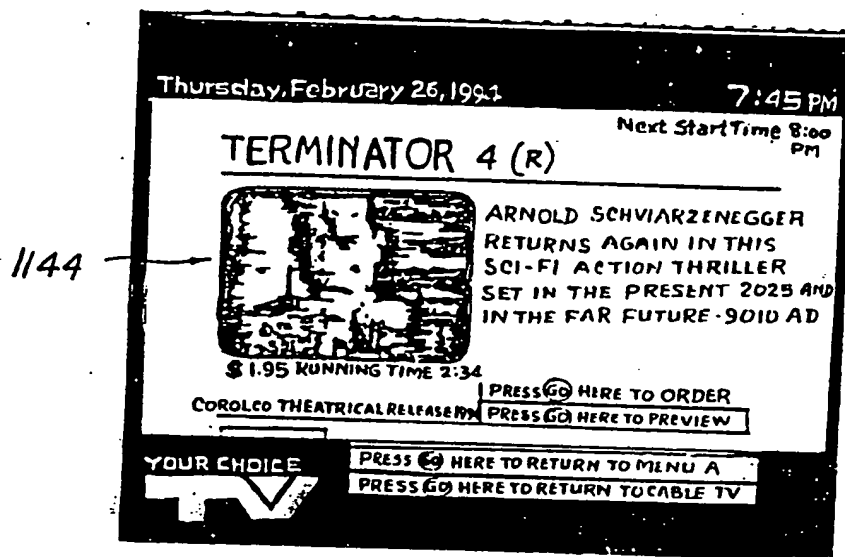 Thursday, February 26, 1991
7:45 PM
Next Start Time 8:00
PM
TERMINATOR 4 (R)
1144
ARNOLD SCHVIARZENEGGER
RETURNS AGAIN IN THIS
SCI-FI ACTION THRILLER
SET IN THE PRESENT 2025 AND
IN THE FAR FUTURE-9010 AD
$1.95 RUNNING TIME 2:34
PRESS GO HERE TO ORDER
COROLCO THEATRICAL RELEASE
PRESS GO HERE TO PREVIEW
YOUR CHOICE
TV
PRESS GO HERE TO RETURN TO MENU A
PRESS GO HERE TO RETURN TO CABLE TV